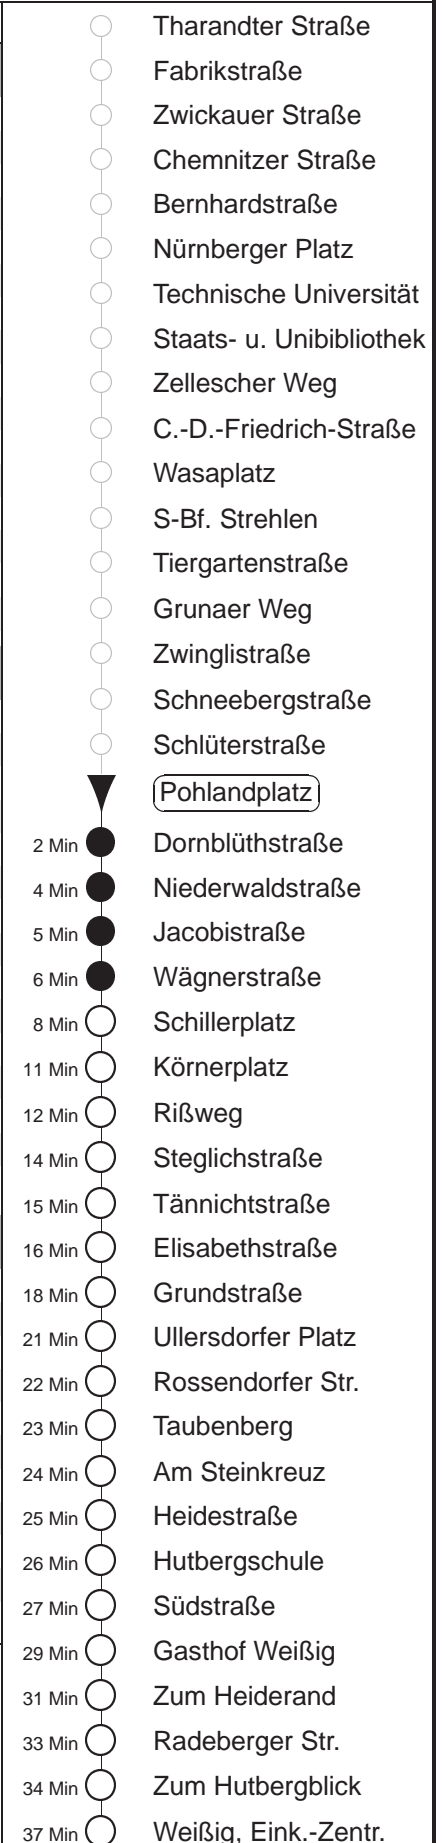 Tharandter Straße
Fabrikstraße
Zwickauer Straße
Chemnitzer Straße
Bernhardstraße
Nürnberger Platz
Technische Universität
Staats- u. Unibibliothek
Zellescher Weg
C.-D.-Friedrich-Straße
Wasaplatz
S-Bf. Strehlen
Tiergartenstraße
Grunaer Weg
Zwinglistraße
Schneebergstraße
Schlüterstraße
Pohlandplatz
2 Min Dornblüthstraße
4 Min Niederwaldstraße
5 Min Jacobistraße
6 Min Wägnerstraße
8 Min Schillerplatz
11 Min Körnerplatz
12 Min Rißweg
14 Min Steglichstraße
15 Min Tännichtstraße
16 Min Elisabethstraße
18 Min Grundstraße
21 Min Ullersdorfer Platz
22 Min Rossendorfer Str.
23 Min Taubenberg
24 Min Am Steinkreuz
25 Min Heidestraße
26 Min Hutbergschule
27 Min Südstraße
29 Min Gasthof Weißig
31 Min Zum Heiderand
33 Min Radeberger Str.
34 Min Zum Hutbergblick
37 Min Weißig, Eink.-Zentr.